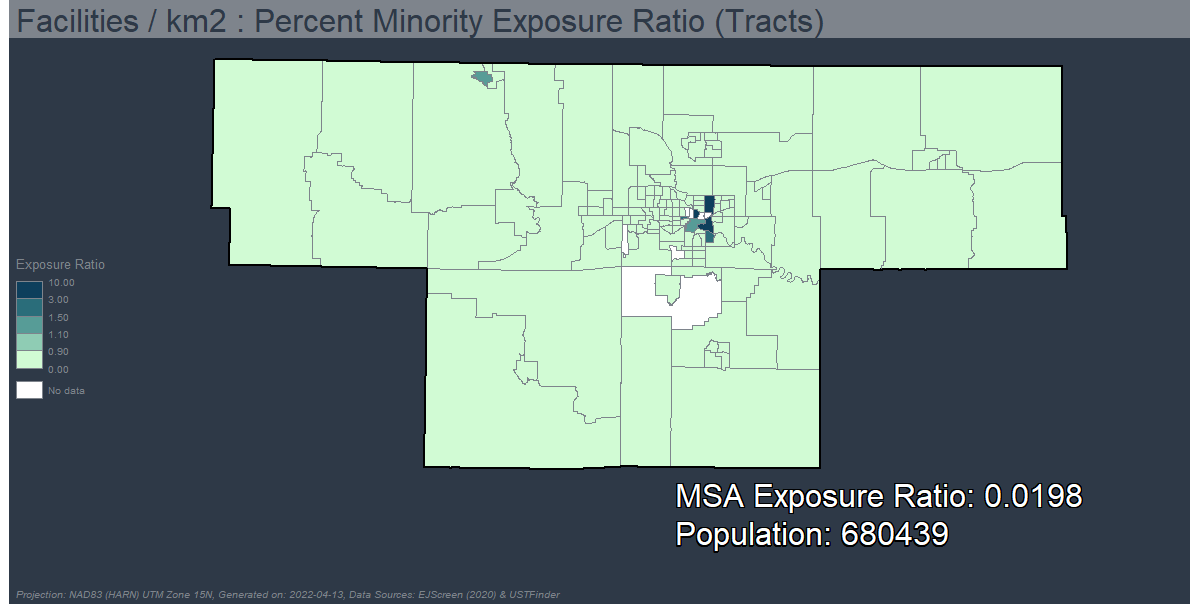 Facilities / km2 : Percent Minority Exposure Ratio (Tracts)
Exposure Ratio
10.00
3.00
1.50
1.10
0.90
0.00
No data
MSA Exposure Ratio: 0.0198
Population: 680439
Projection: NAD83 (HARN) UTM Zone 15N, Generated on: 2022-04-13, Data Sources: EJScreen (2020) & USTFinder